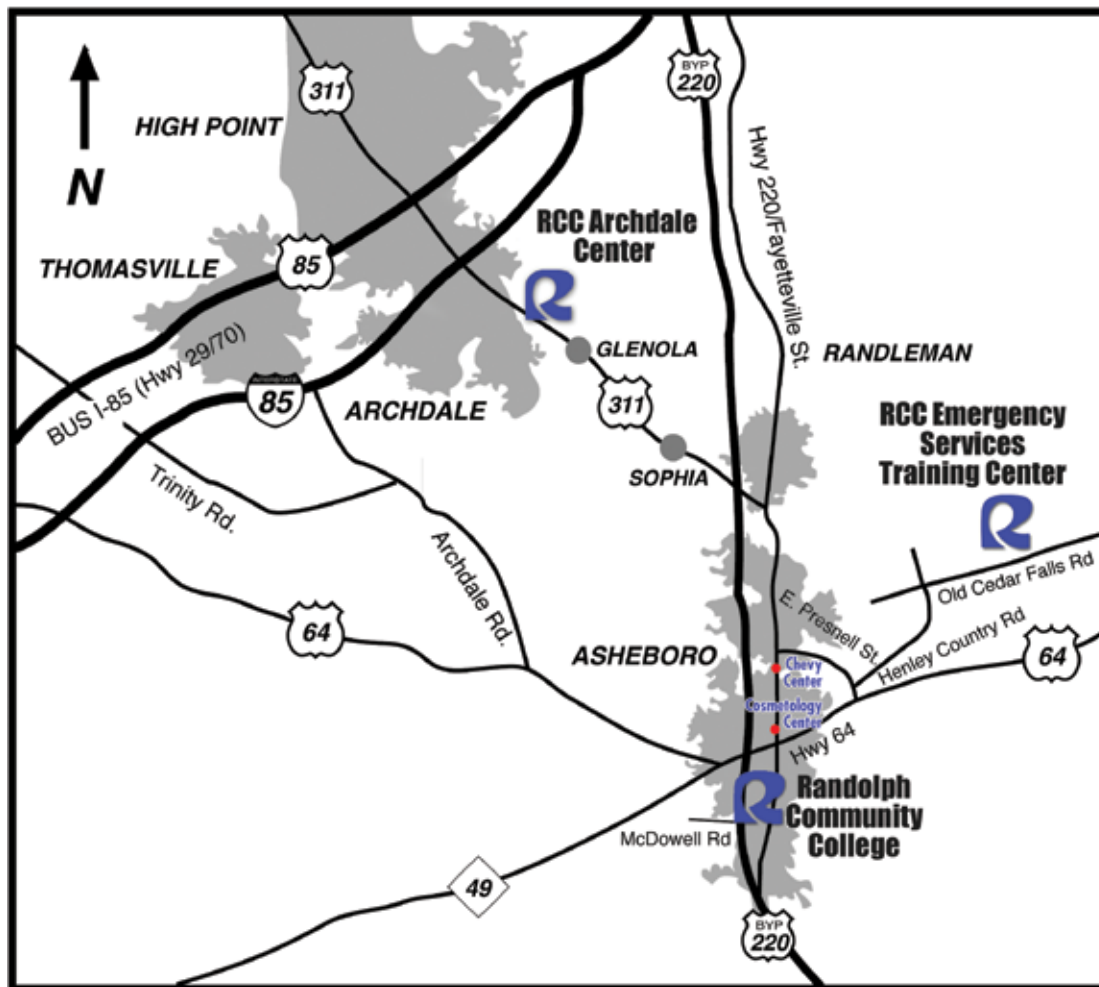 BYP
220
311
HIGH POINT
N
Hwy 220/Fayetteville St.
RCC Archdale
Center
THOMASVILLE
85
R
GLENOLA
RANDLEMAN
BUS I-85 (Hwy 29/70)
INTERSTATE
85
ARCHDALE
311
RCC Emergency
Services
Training Center
SOPHIA
Trinity Rd.
R
Archdale Rd.
Old Cedar Falls Rd
E. Presnell St.
64
ASHEBORO
Henley Country Rd
64
Chevy
Center
Cosmetology
Center
Hwy 64
R
Randolph
Community
College
McDowell Rd
49
BYP
220